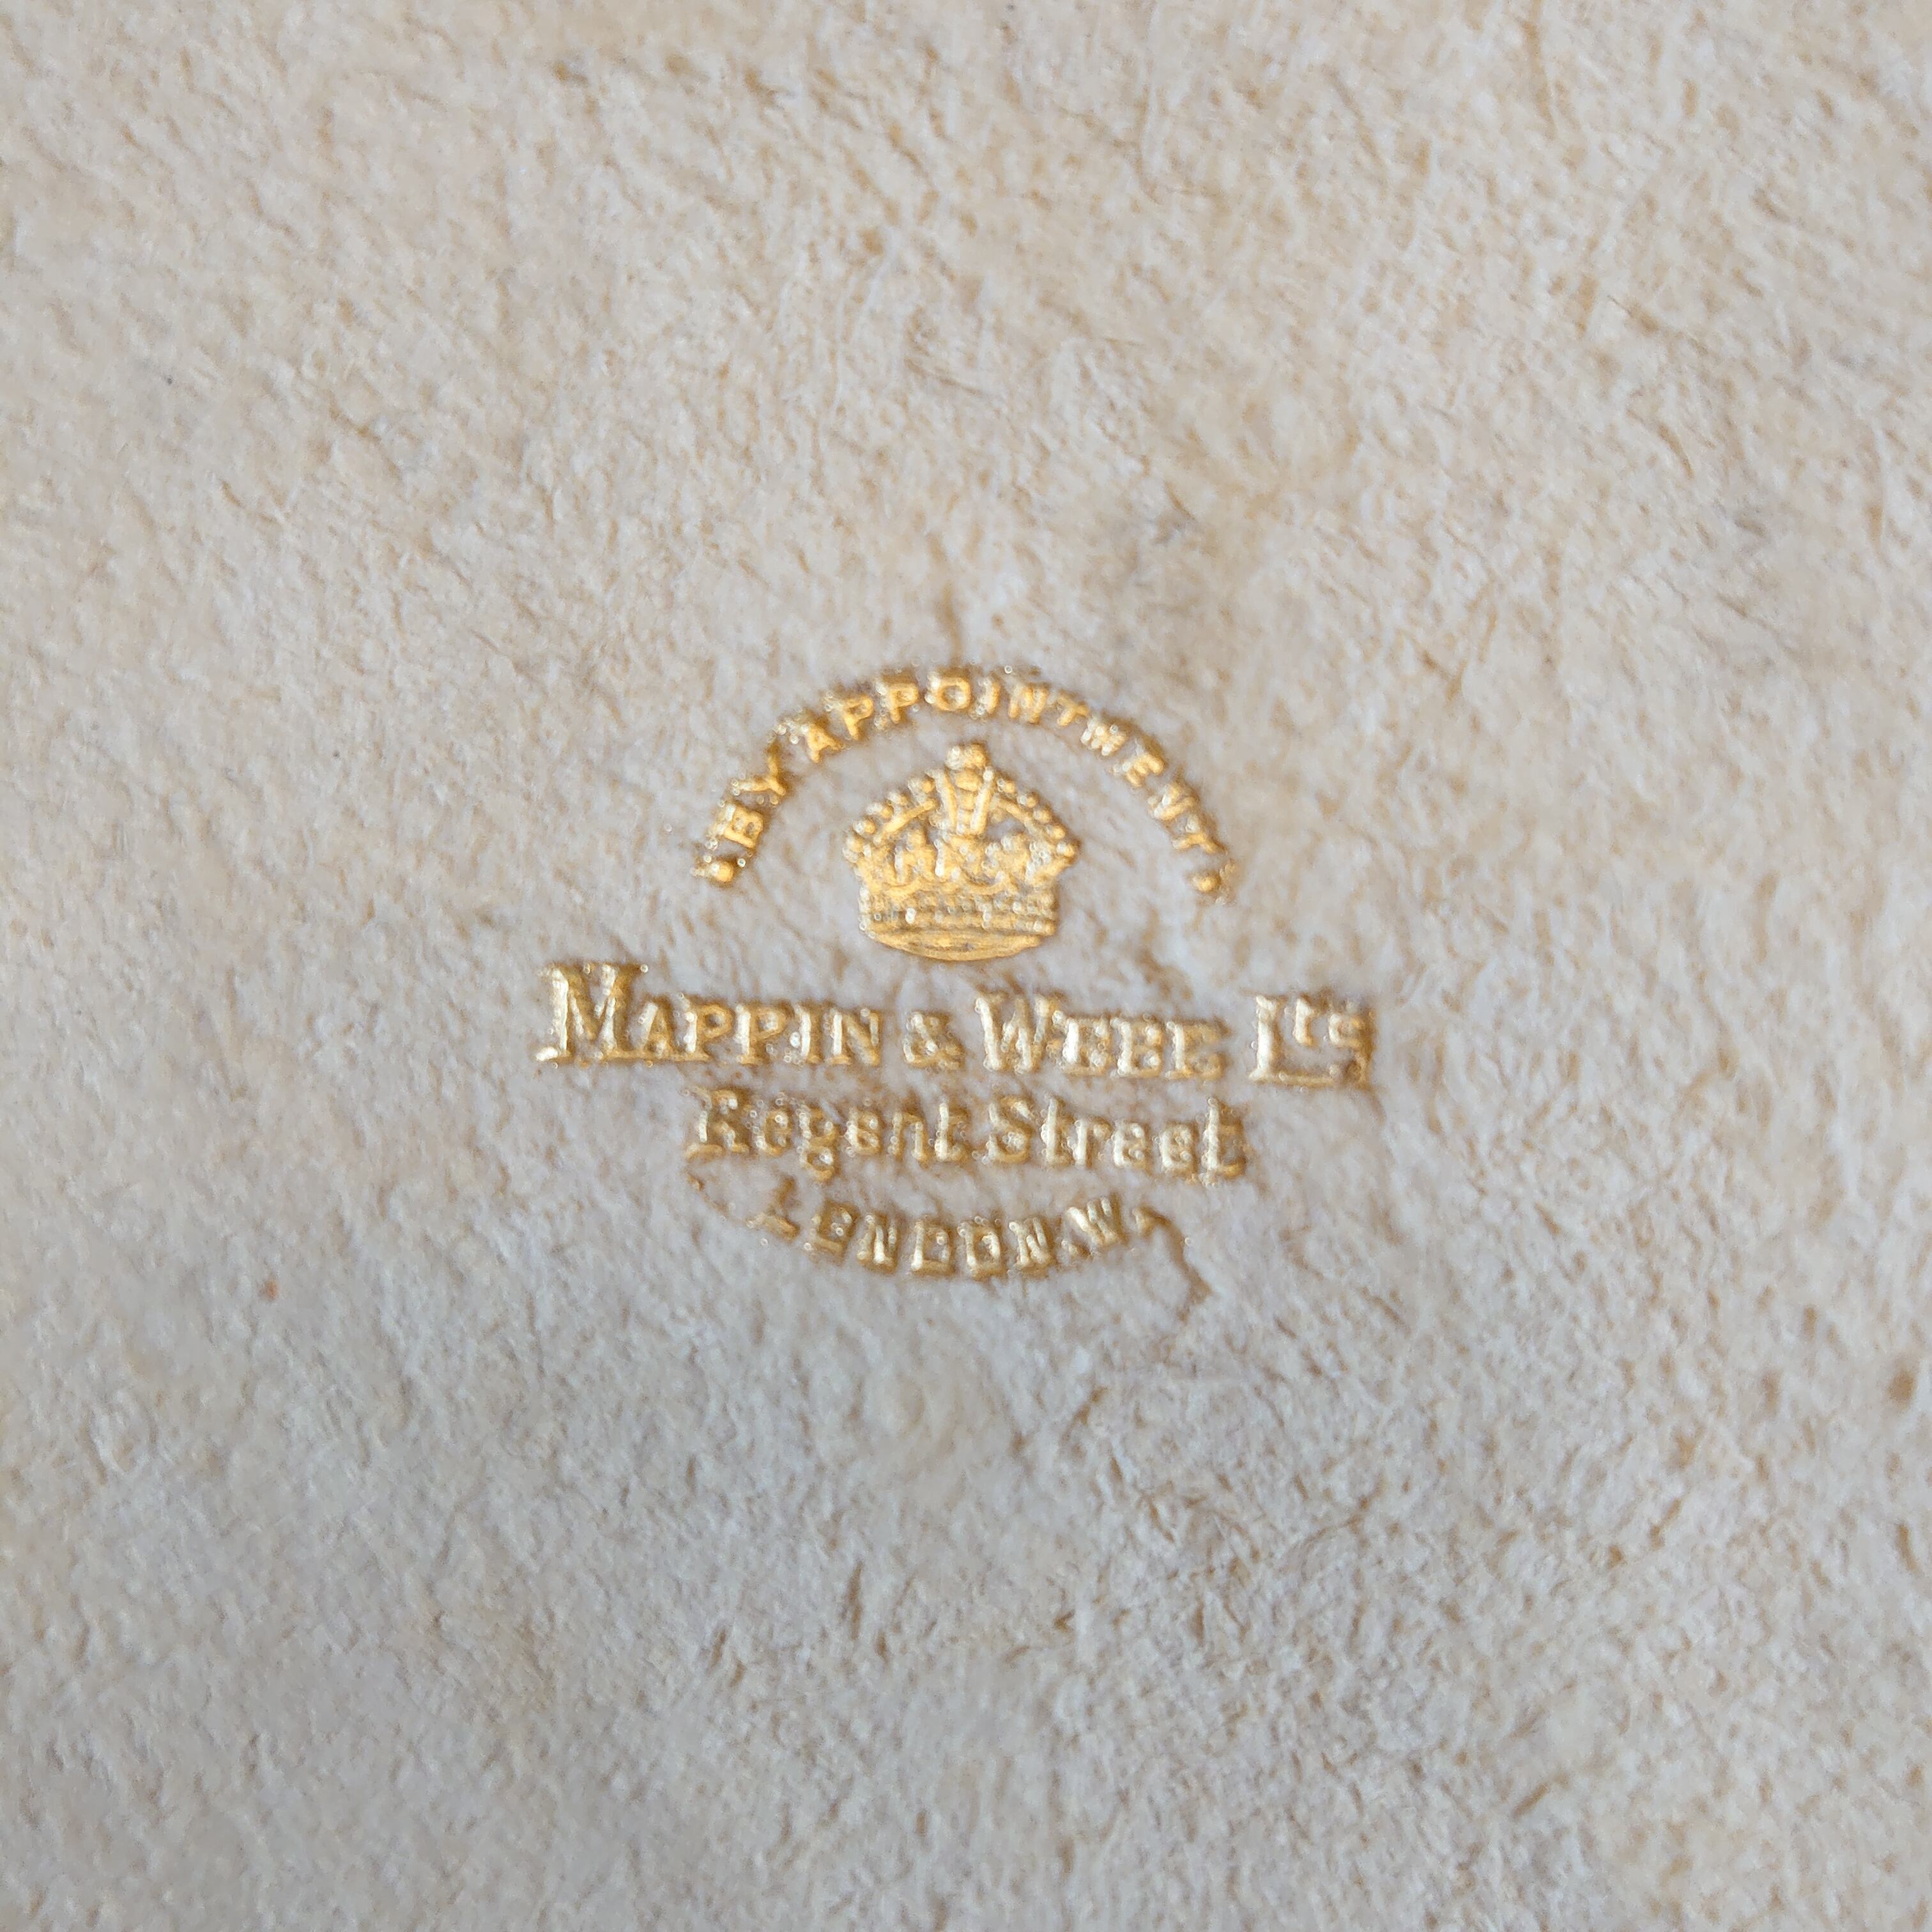 BY APPOINTMENT
MAPPIN & WEBB Ltd
Regent Street
LONDON.W.